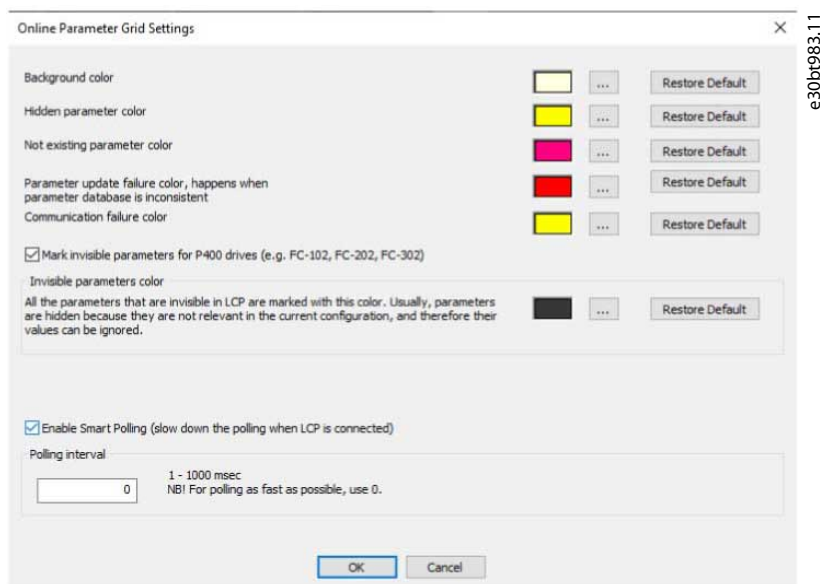 Online Parameter Grid Settings
Background color
... Restore Default
Hidden parameter color
... Restore Default
Not existing parameter color
... Restore Default
Parameter update failure color, happens when
parameter database is inconsistent
... Restore Default
Communication failure color
... Restore Default
Mark invisible parameters for P400 drives (e.g. FC-102, FC-202, FC-302)
Invisible parameters color
All the parameters that are invisible in LCP are marked with this color. Usually, parameters
are hidden because they are not relevant in the current configuration, and therefore their
values can be ignored.
... Restore Default
Enable Smart Polling (slow down the polling when LCP is connected)
Polling interval
0
1 - 1000 msec
NB! For polling as fast as possible, use 0.
OK Cancel
e30bt983.11